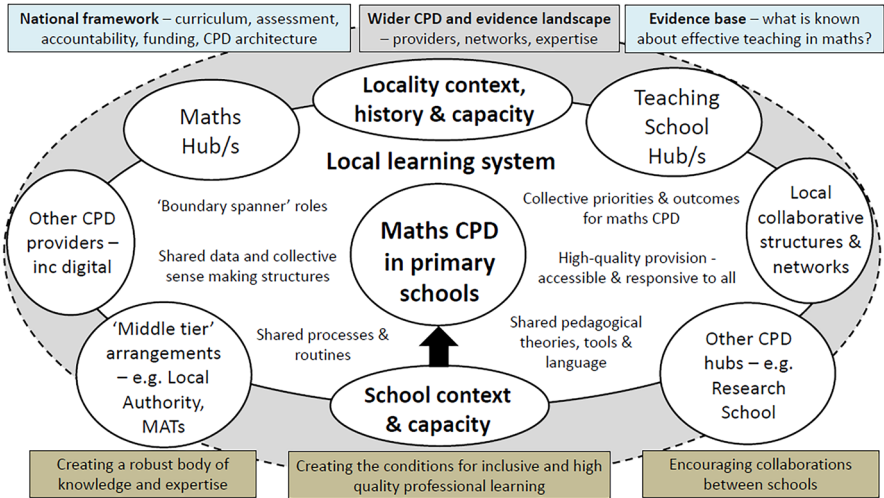 National framework – curriculum, assessment,
accountability, funding, CPD architecture
Wider CPD and evidence landscape
– providers, networks, expertise
Evidence base – what is known
about effective teaching in maths?
Locality context,
history & capacity
Maths
Hub/s
Teaching
School
Hub/s
Local learning system
Other CPD
providers –
inc digital
‘Boundary spanner’ roles
Shared data and collective
sense making structures
Shared processes &
routines
Maths CPD
in primary
schools
Collective priorities & outcomes
for maths CPD
High-quality provision -
accessible & responsive to all
Shared pedagogical
theories, tools &
language
Local
collaborative
structures &
networks
‘Middle tier’
arrangements
– e.g. Local
Authority,
MATs
School context
& capacity
Other CPD
hubs – e.g.
Research
School
Creating a robust body of
knowledge and expertise
Creating the conditions for inclusive and high
quality professional learning
Encouraging collaborations
between schools